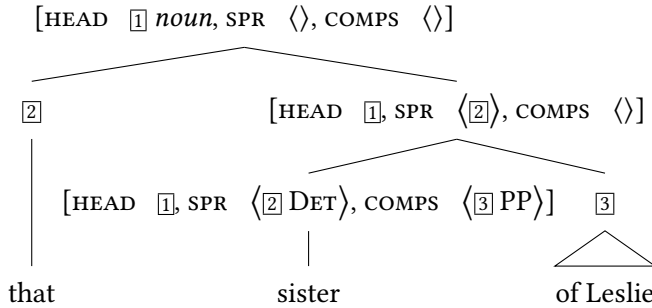 [HEAD 1 noun, SPR ⟨⟩, COMPS ⟨⟩]
2 [HEAD 1, SPR ⟨2⟩, COMPS ⟨⟩]
[HEAD 1, SPR ⟨2 DET⟩, COMPS ⟨3 PP⟩] 3
that sister of Leslie